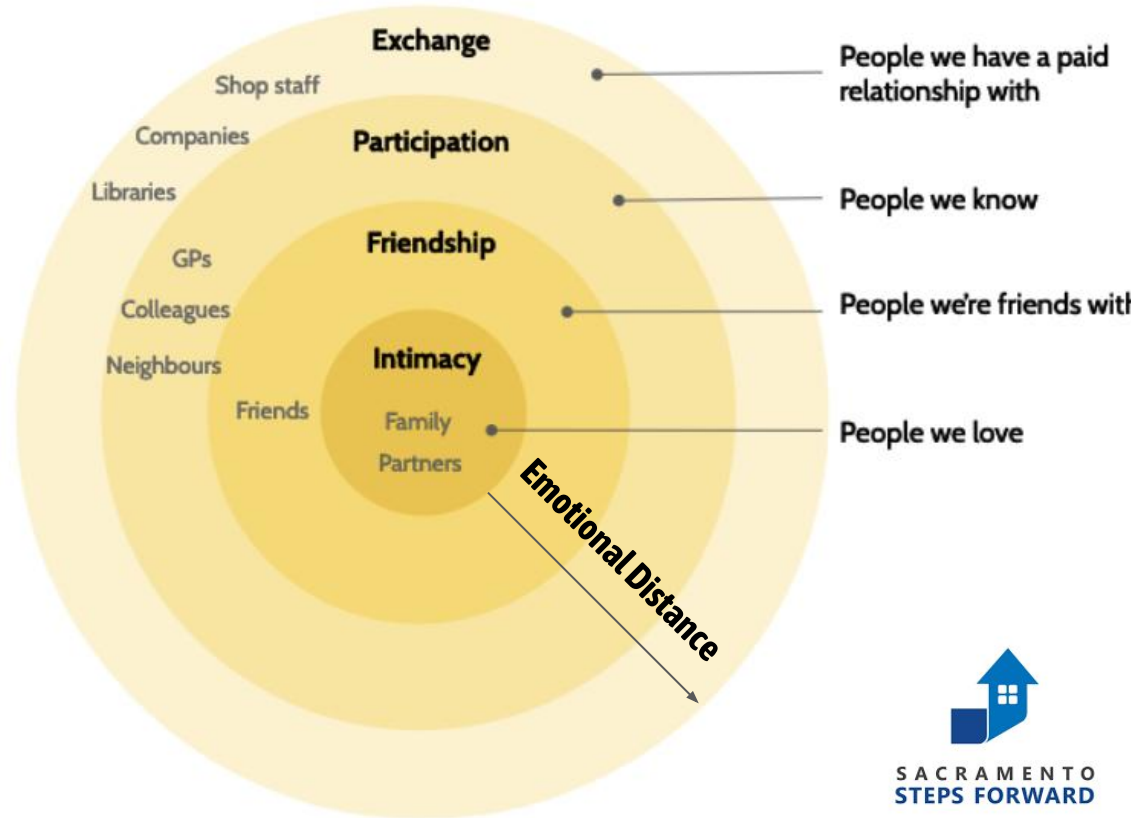 Exchange
Shop staff
Companies
Libraries
Participation
GPs
Colleagues
Neighbours
Friendship
Friends
Intimacy
Family
Partners
People we have a paid
relationship with
People we know
People we're friends with
People we love
Emotional Distance
SACRAMENTO
STEPS FORWARD